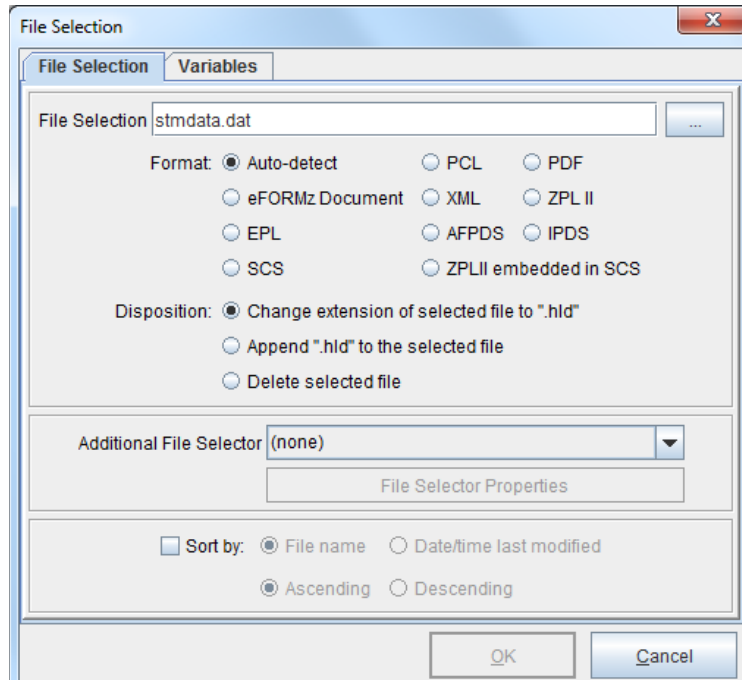 File Selection
File Selection Variables
File Selection stmdata.dat ...
Format: Auto-detect PCL PDF
eFORMz Document XML ZPL II
EPL AFPDS IPDS
SCS ZPLII embedded in SCS
Disposition: Change extension of selected file to ".hld"
Append ".hld" to the selected file
Delete selected file
Additional File Selector (none)
File Selector Properties
Sort by: File name Date/time last modified
Ascending Descending
OK Cancel